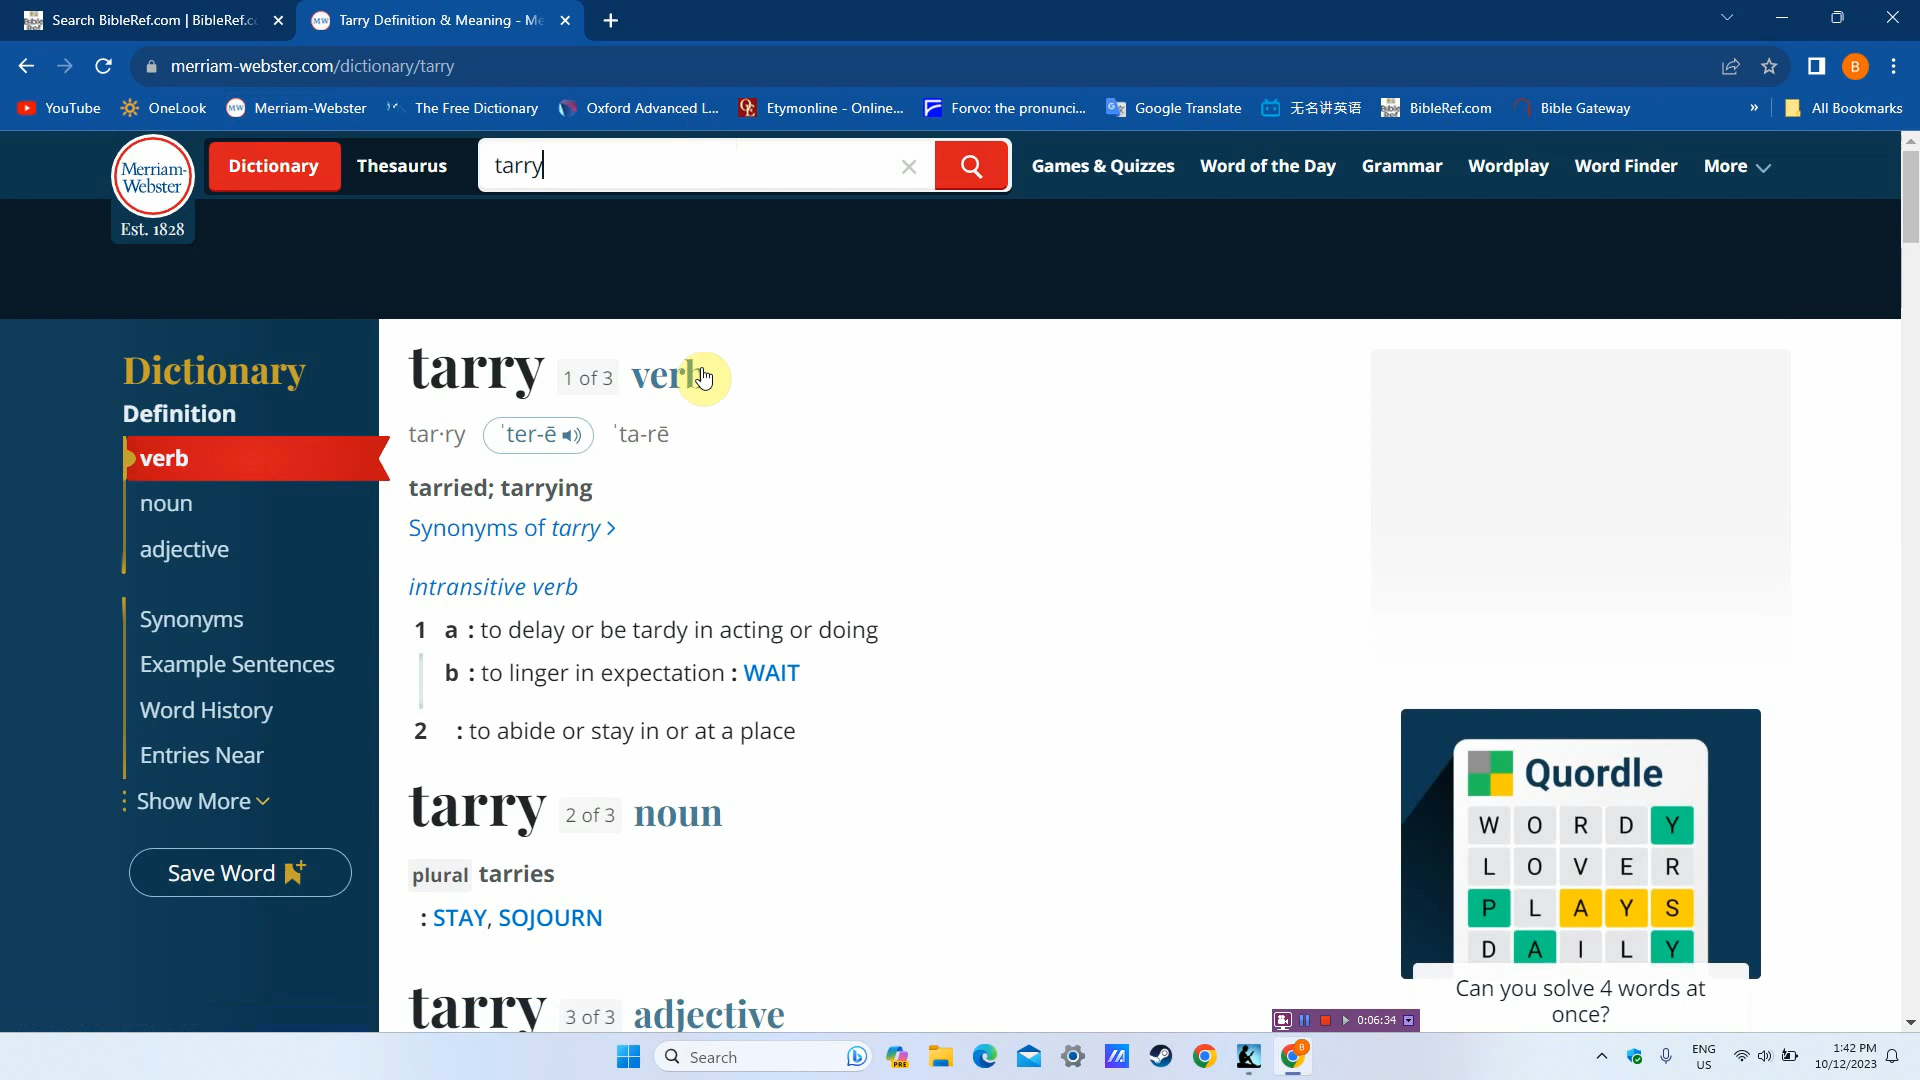 Search BibleRef.com | BibleRef.c
Tarry Definition & Meaning - Me
merriam-webster.com/dictionary/tarry
YouTube
OneLook
Merriam-Webster
The Free Dictionary
Oxford Advanced L...
Etymonline - Online...
Forvo: the pronunci...
Google Translate
无名讲英语
BibleRef.com
Bible Gateway
»
All Bookmarks
Merriam-
Webster
Est. 1828
Dictionary
Thesaurus
tarry
Games & Quizzes
Word of the Day
Grammar
Wordplay
Word Finder
More
Dictionary
Definition
verb
noun
adjective
Synonyms
Example Sentences
Word History
Entries Near
Show More
Save Word
tarry 1 of 3 verb
tar·ry ˈter-ē ˈta-rē
tarried; tarrying
Synonyms of tarry
intransitive verb
1 a : to delay or be tardy in acting or doing
b : to linger in expectation : WAIT
2 : to abide or stay in or at a place
tarry 2 of 3 noun
plural tarries
: STAY, SOJOURN
tarry 3 of 3 adjective
Quordle
W O R D Y
L O V E R
P L A Y S
D A I L Y
Can you solve 4 words at
once?
0:06:34
Search
ENG
US
1:42 PM
10/12/2023